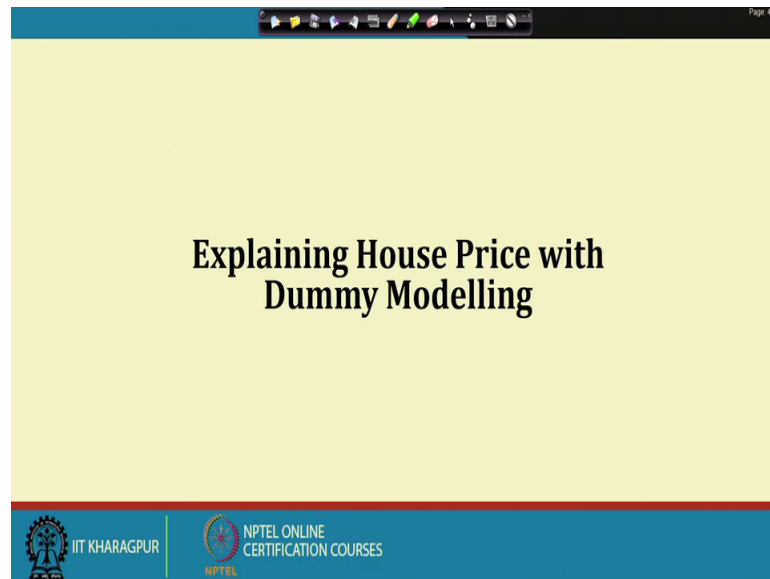 Page: 4
Explaining House Price with
Dummy Modelling
IIT KHARAGPUR
NPTEL ONLINE
CERTIFICATION COURSES
NPTEL